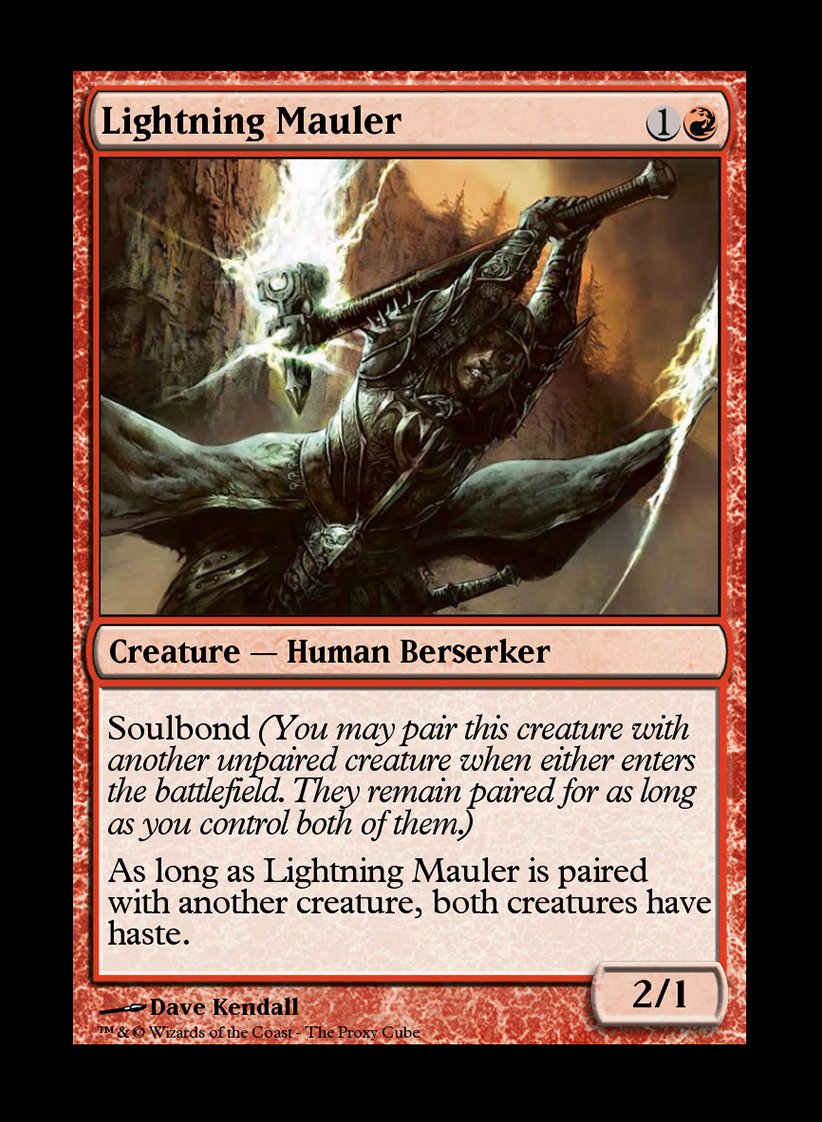 Lightning Mauler 1
Creature — Human Berserker
Soulbond (You may pair this creature with
another unpaired creature when either enters
the battlefield. They remain paired for as long
as you control both of them.)
As long as Lightning Mauler is paired
with another creature, both creatures have
haste.
2/1
Dave Kendall
™ & © Wizards of the Coast - The Proxy Cube